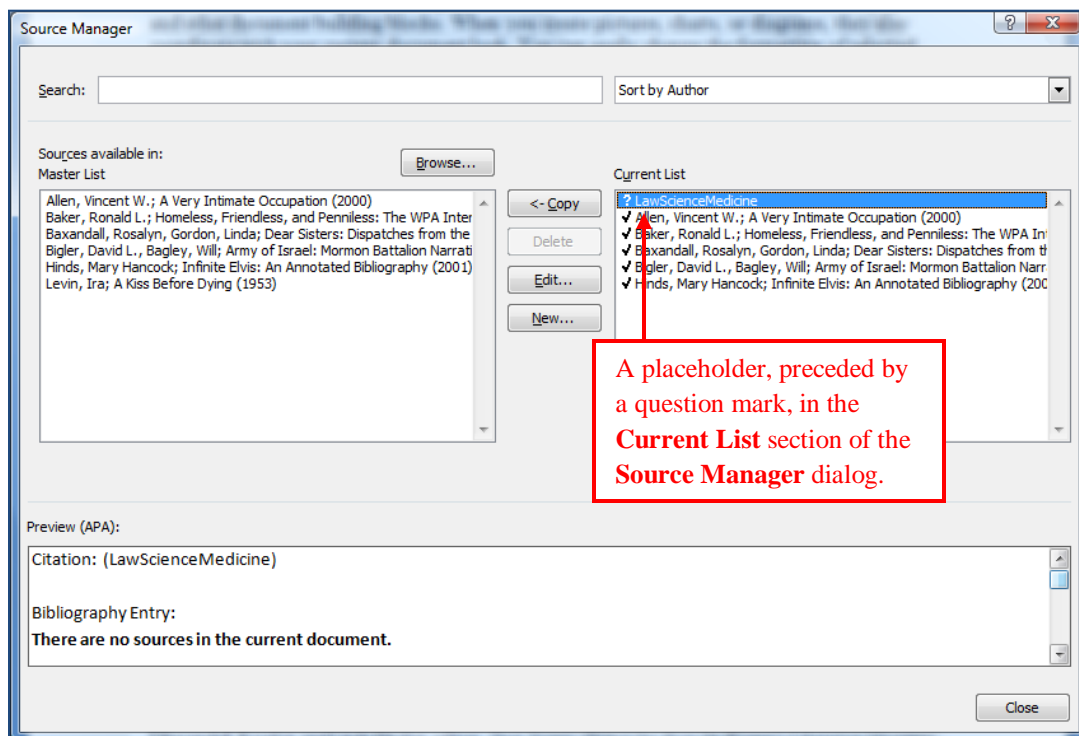 Source Manager
Search:
Sort by Author
Sources available in:
Master List
Browse...
Current List
Allen, Vincent W.; A Very Intimate Occupation (2000)
Baker, Ronald L.; Homeless, Friendless, and Penniless: The WPA Inter
Baxandall, Rosalyn, Gordon, Linda; Dear Sisters: Dispatches from the
Bigler, David L., Bagley, Will; Army of Israel: Mormon Battalion Narrati
Hinds, Mary Hancock; Infinite Elvis: An Annotated Bibliography (2001)
Levin, Ira; A Kiss Before Dying (1953)
<- Copy
Delete
Edit...
New...
? LawScienceMedicine
✓ Allen, Vincent W.; A Very Intimate Occupation (2000)
✓ Baker, Ronald L.; Homeless, Friendless, and Penniless: The WPA In
✓ Baxandall, Rosalyn, Gordon, Linda; Dear Sisters: Dispatches from th
✓ Bigler, David L., Bagley, Will; Army of Israel: Mormon Battalion Narr
✓ Hinds, Mary Hancock; Infinite Elvis: An Annotated Bibliography (200
A placeholder, preceded by
a question mark, in the
Current List section of the
Source Manager dialog.
Preview (APA):
Citation: (LawScienceMedicine)
Bibliography Entry:
There are no sources in the current document.
Close